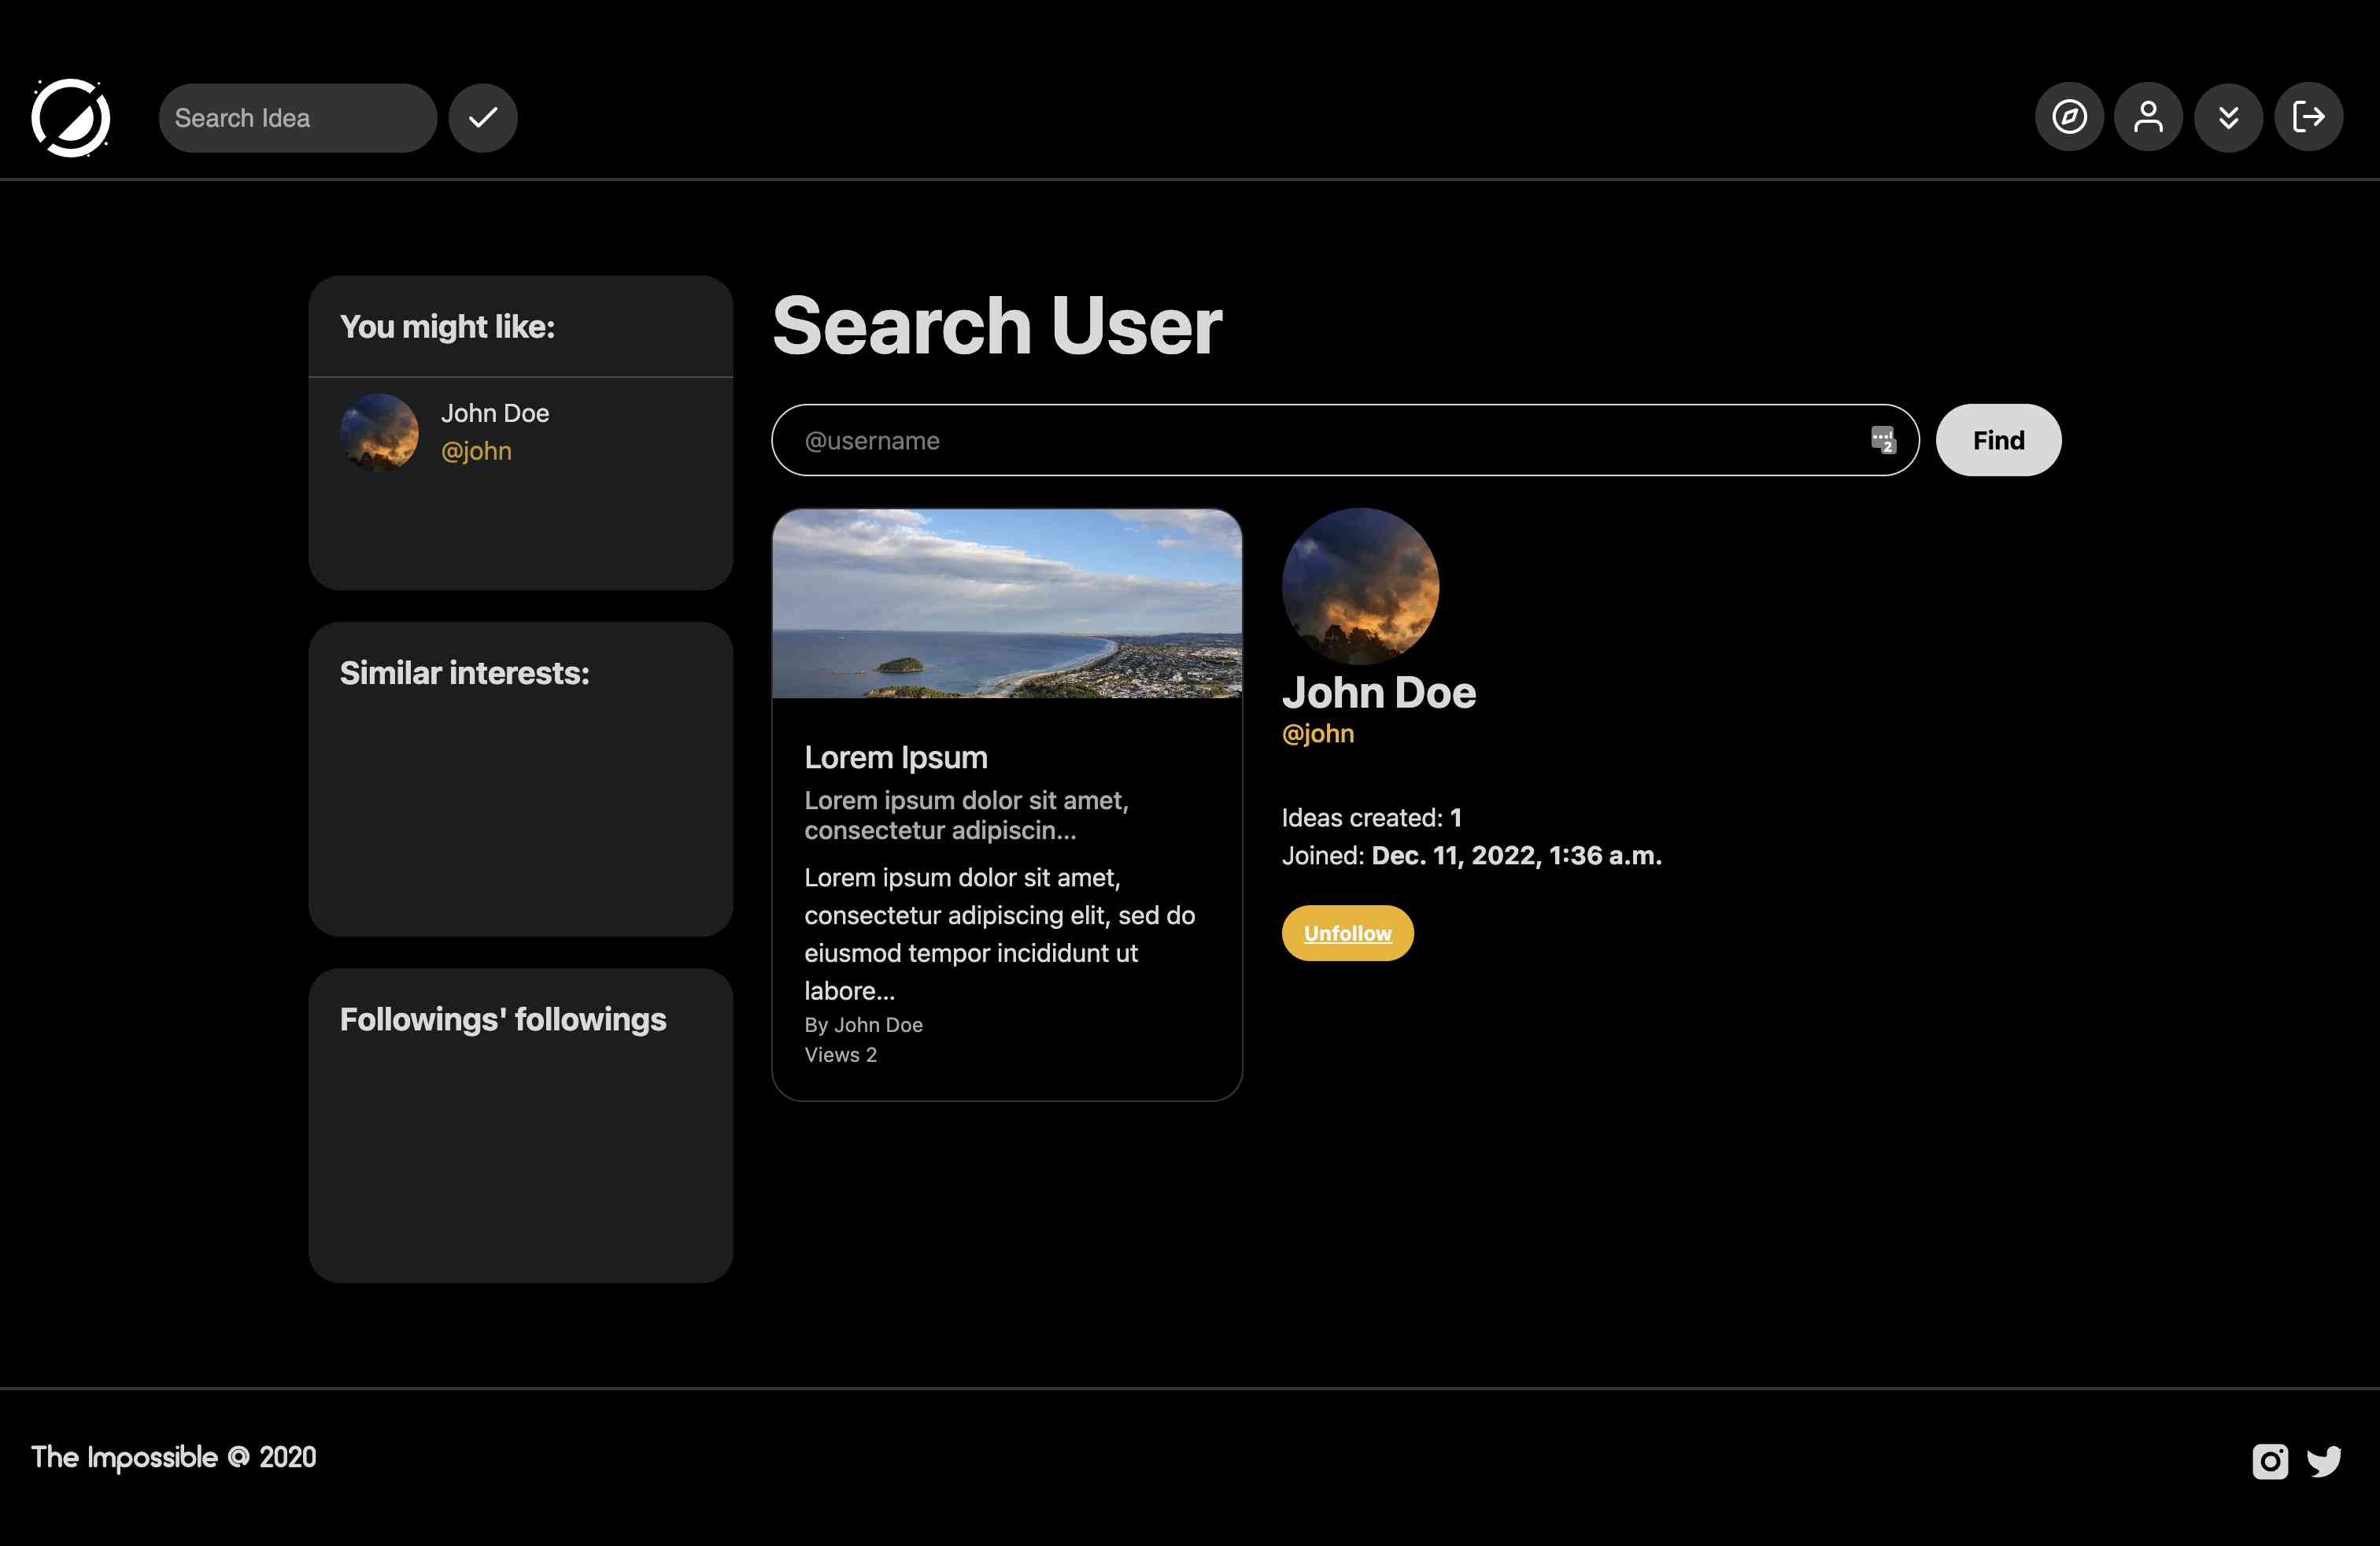 Search Idea
You might like:
John Doe
@john
Similar interests:
Followings' followings
Search User
@username
2
Find
Lorem Ipsum
Lorem ipsum dolor sit amet,
consectetur adipiscin...
Lorem ipsum dolor sit amet,
consectetur adipiscing elit, sed do
eiusmod tempor incididunt ut
labore...
By John Doe
Views 2
John Doe
@john
Ideas created: 1
Joined: Dec. 11, 2022, 1:36 a.m.
Unfollow
The Impossible @ 2020